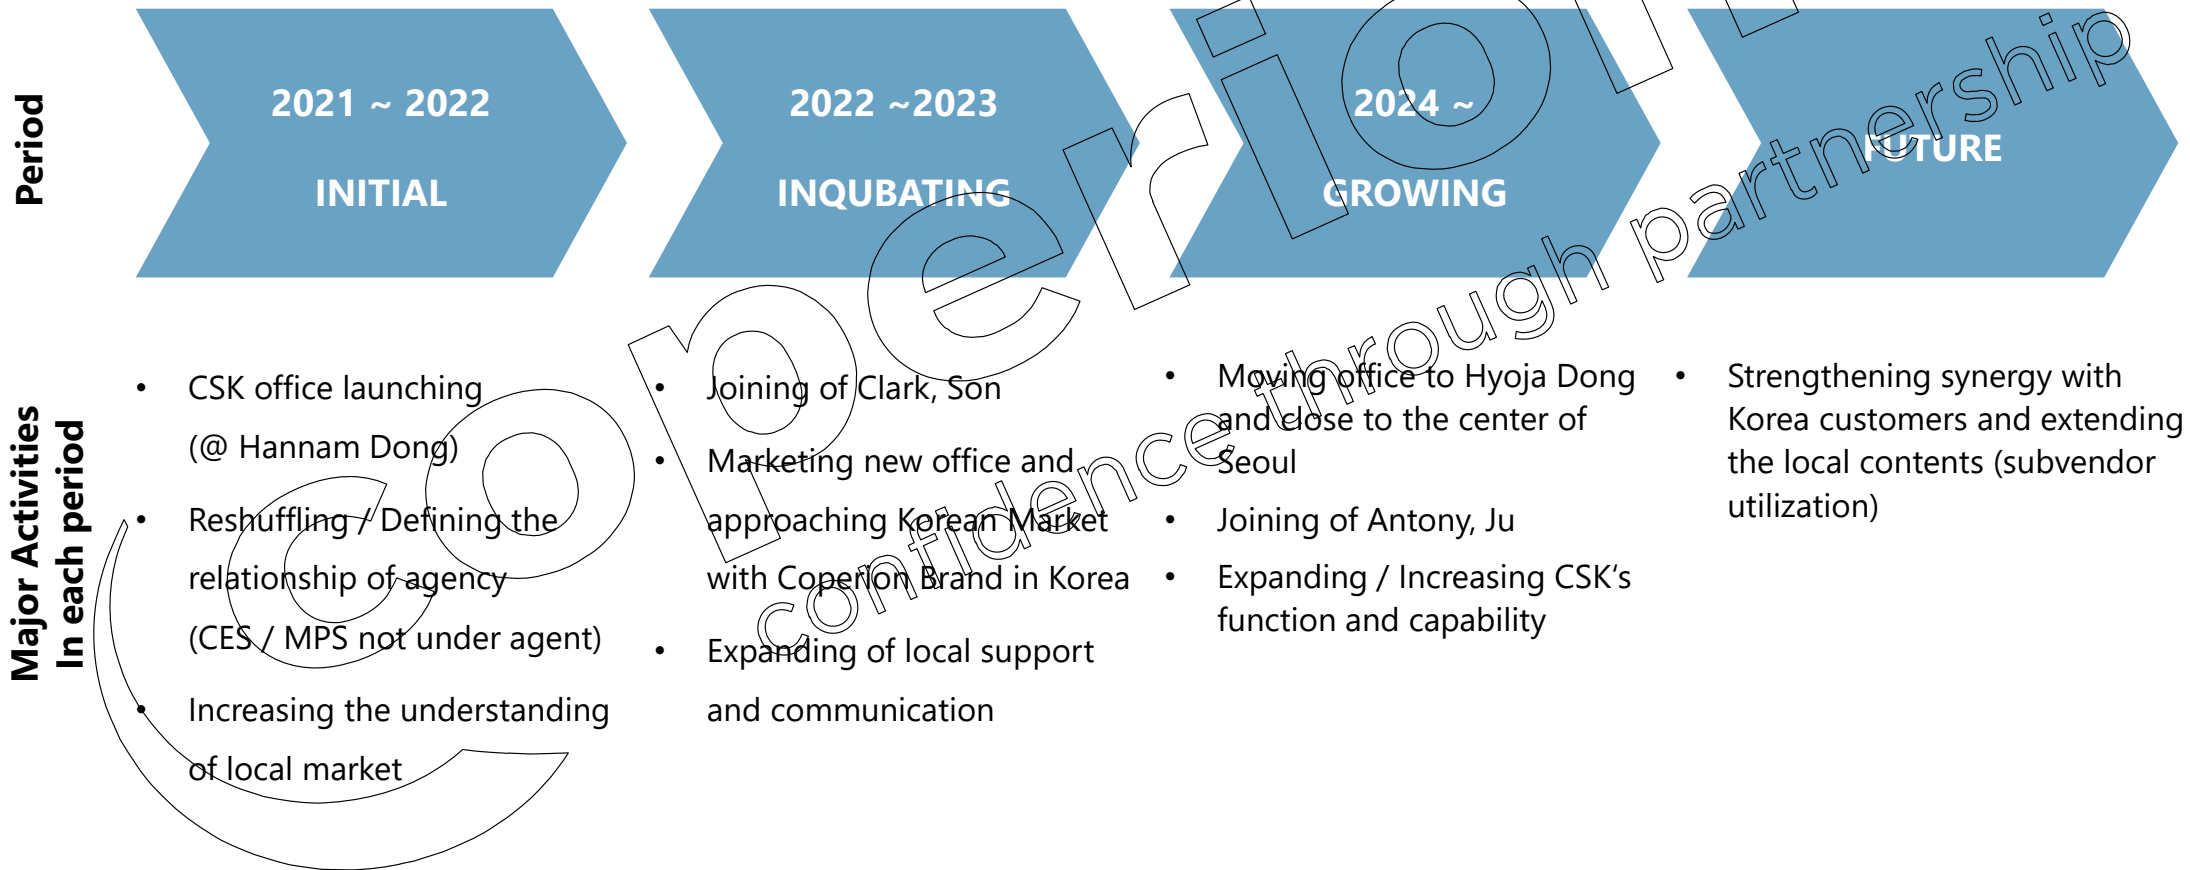 Period
2021 ~ 2022
INITIAL
2022 ~2023
INQUBATING
2024 ~
GROWING
FUTURE
Major Activities
In each period
• CSK office launching
(@ Hannam Dong)
• Reshuffling / Defining the
relationship of agency
(CES / MPS not under agent)
• Increasing the understanding
of local market
• Joining of Clark, Son
• Marketing new office and
approaching Korean Market
with Coperion Brand in Korea
• Expanding of local support
and communication
• Moving office to Hyoja Dong
and close to the center of
Seoul
• Joining of Antony, Ju
• Expanding / Increasing CSK‘s
function and capability
• Strengthening synergy with
Korea customers and extending
the local contents (subvendor
utilization)
coperion
confidence through partnership